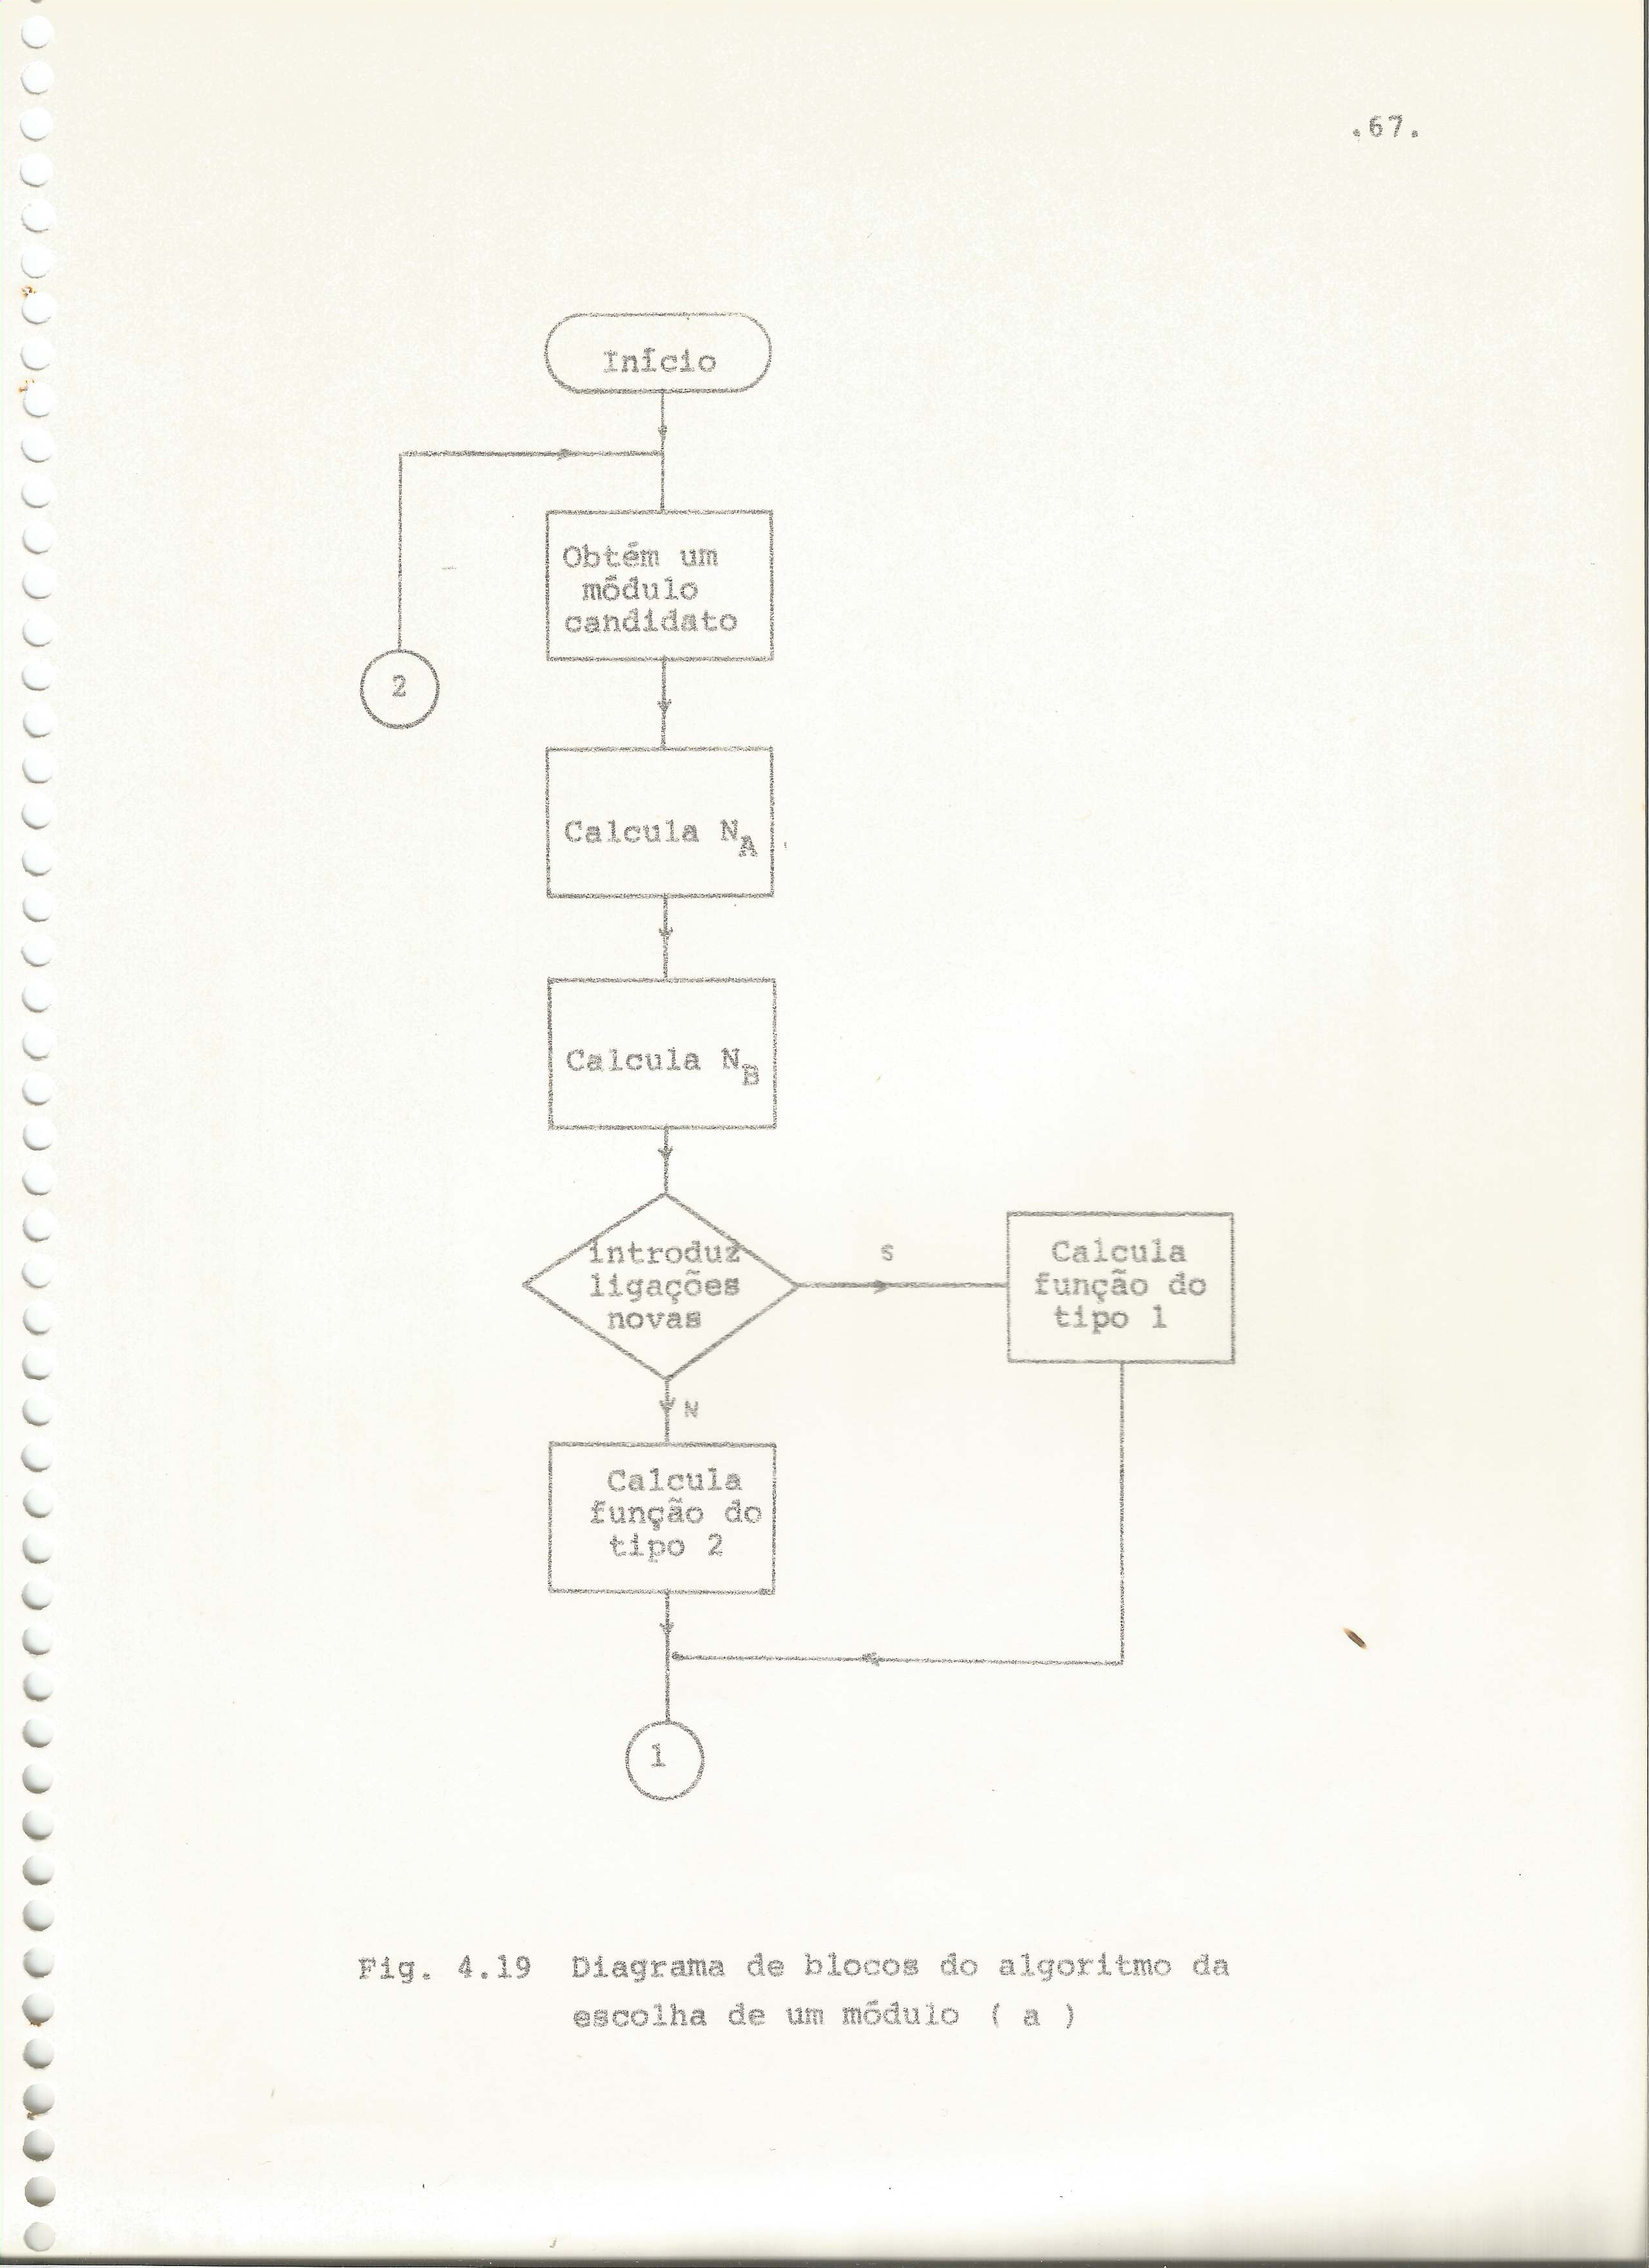 .67.
Início
Obtém um
módulo
candidato
2
Calcula N_A
Calcula N_B
introduz
ligações
novas
S
Calcula
função do
tipo 1
N
Calcula
função do
tipo 2
1
Fig. 4.19 Diagrama de blocos do algoritmo da
escolha de um módulo ( a )